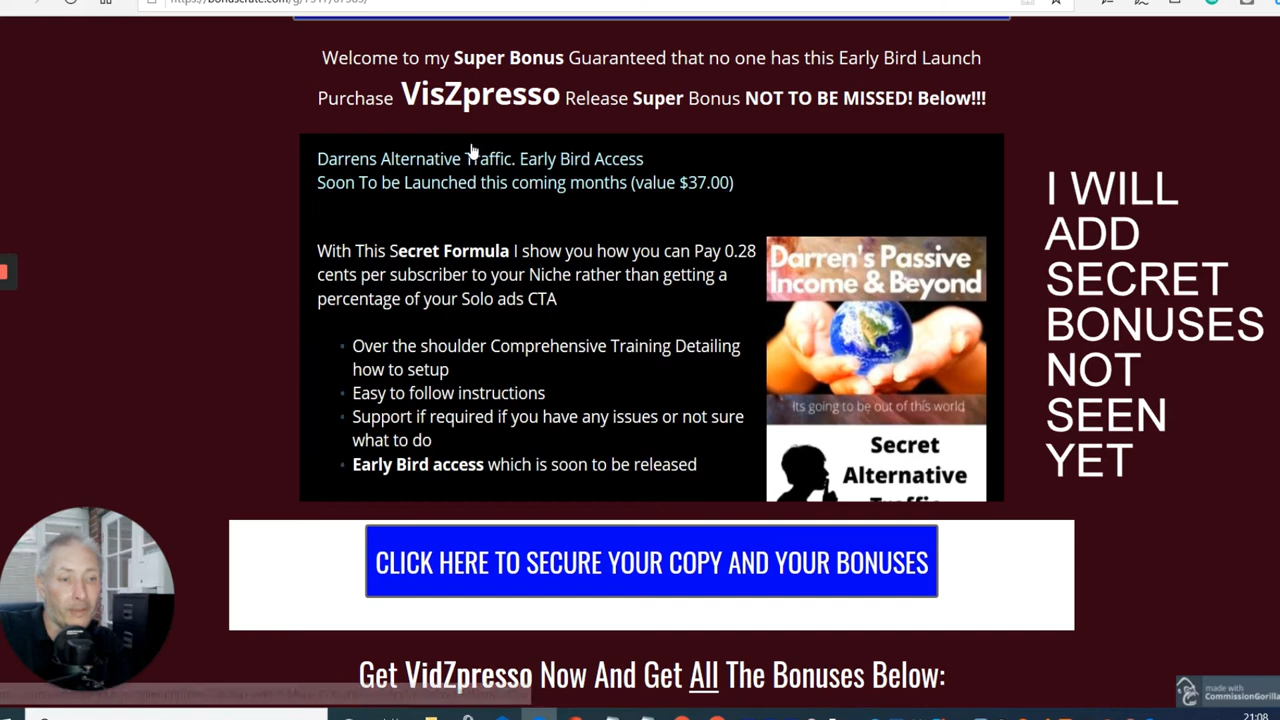 Welcome to my Super Bonus Guaranteed that no one has this Early Bird Launch
Purchase VisZpresso Release Super Bonus NOT TO BE MISSED! Below!!!
Darrens Alternative Traffic. Early Bird Access
Soon To be Launched this coming months (value $37.00)
With This Secret Formula I show you how you can Pay 0.28
cents per subscriber to your Niche rather than getting a
percentage of your Solo ads CTA
Over the shoulder Comprehensive Training Detailing
how to setup
Easy to follow instructions
Support if required if you have any issues or not sure
what to do
Early Bird access which is soon to be released
Darren's Passive
Income & Beyond
Its going to be out of this world
Secret
Alternative
Traffic
I WILL
ADD
SECRET
BONUSES
NOT
SEEN
YET
CLICK HERE TO SECURE YOUR COPY AND YOUR BONUSES
Get VidZpresso Now And Get All The Bonuses Below:
made with
CommissionGorilla
21:08